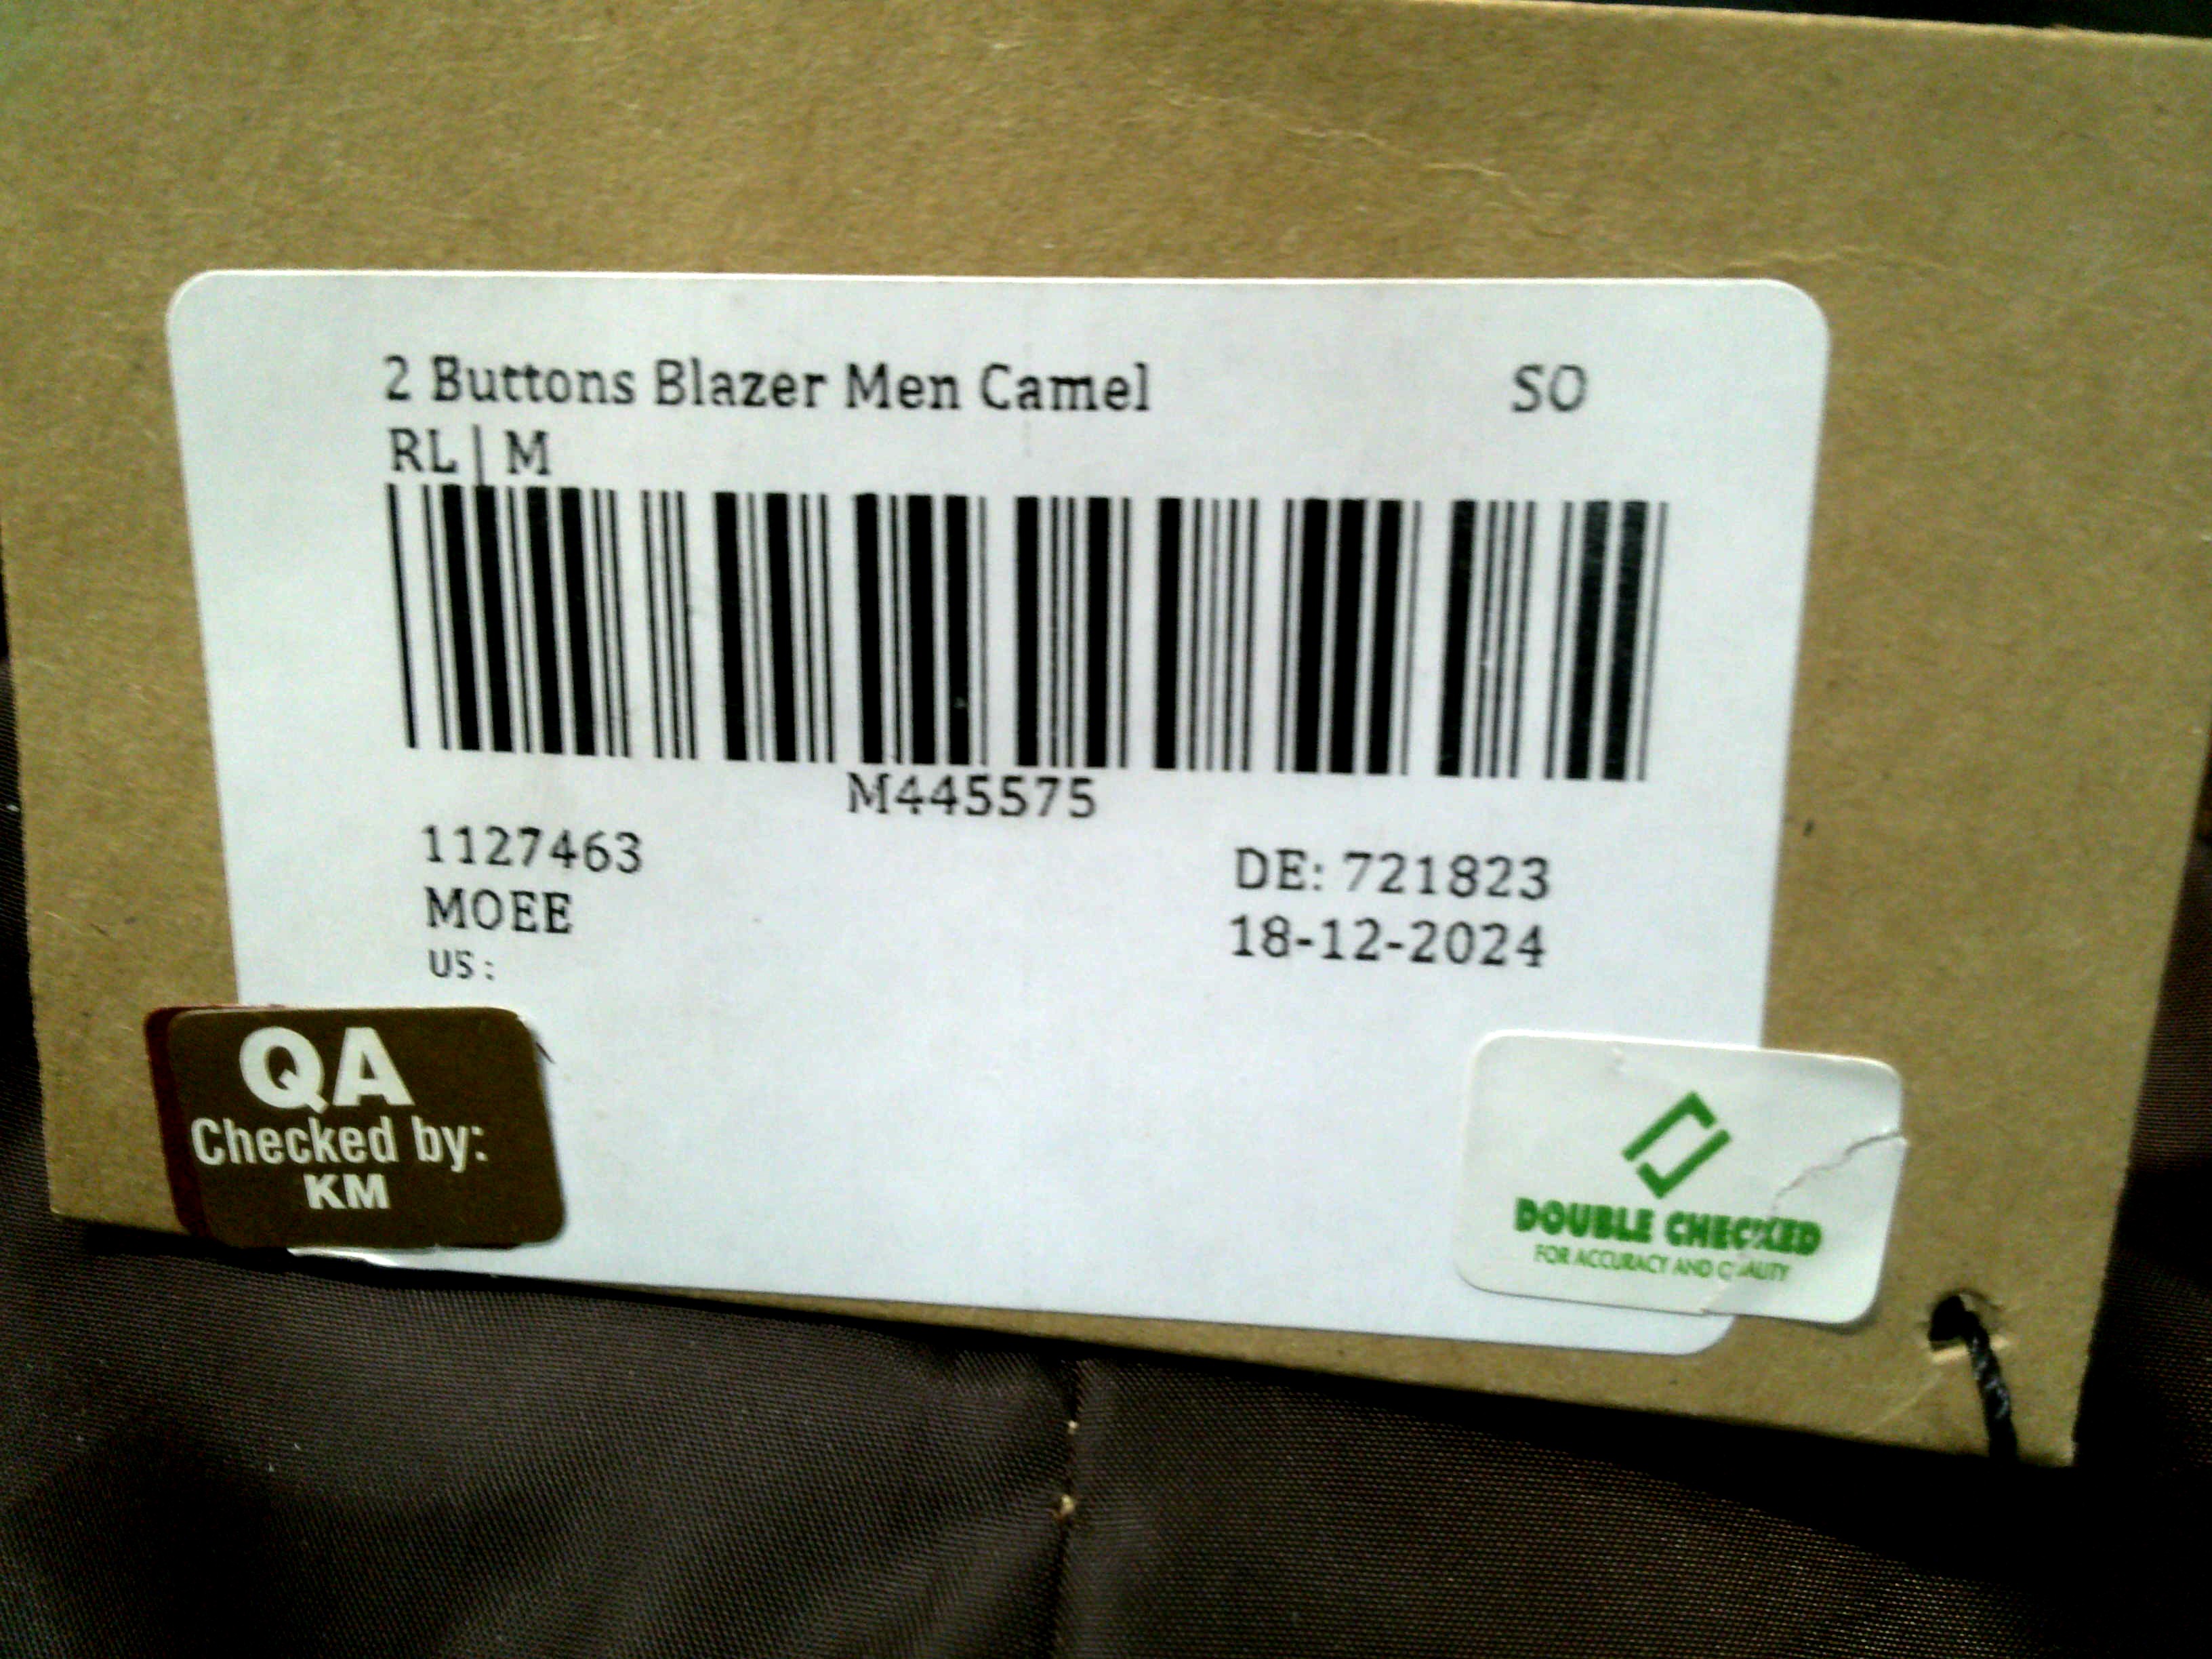 2 Buttons Blazer Men Camel SO
RL | M
M445575
1127463 DE: 721823
MOEE 18-12-2024
US :
QA
Checked by:
KM
DOUBLE CHECKED
FOR ACCURACY AND QUALITY